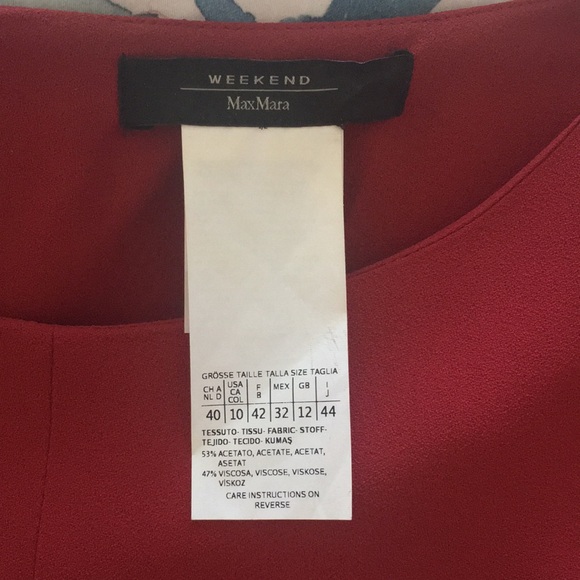 WEEKEND
MaxMara
GRÖSSE TAILLE TALLA SIZE TAGLIA
CH A NL D USA CA COL F B MEX GB I J
40 10 42 32 12 44
TESSUTO- TISSU- FABRIC- STOFF-
TEJIDO- TECIDO- KUMAŞ
53% ACETATO, ACETATE, ACETAT,
ASETAT
47% VISCOSA, VISCOSE, VISKOSE,
VİSKOZ
CARE INSTRUCTIONS ON
REVERSE